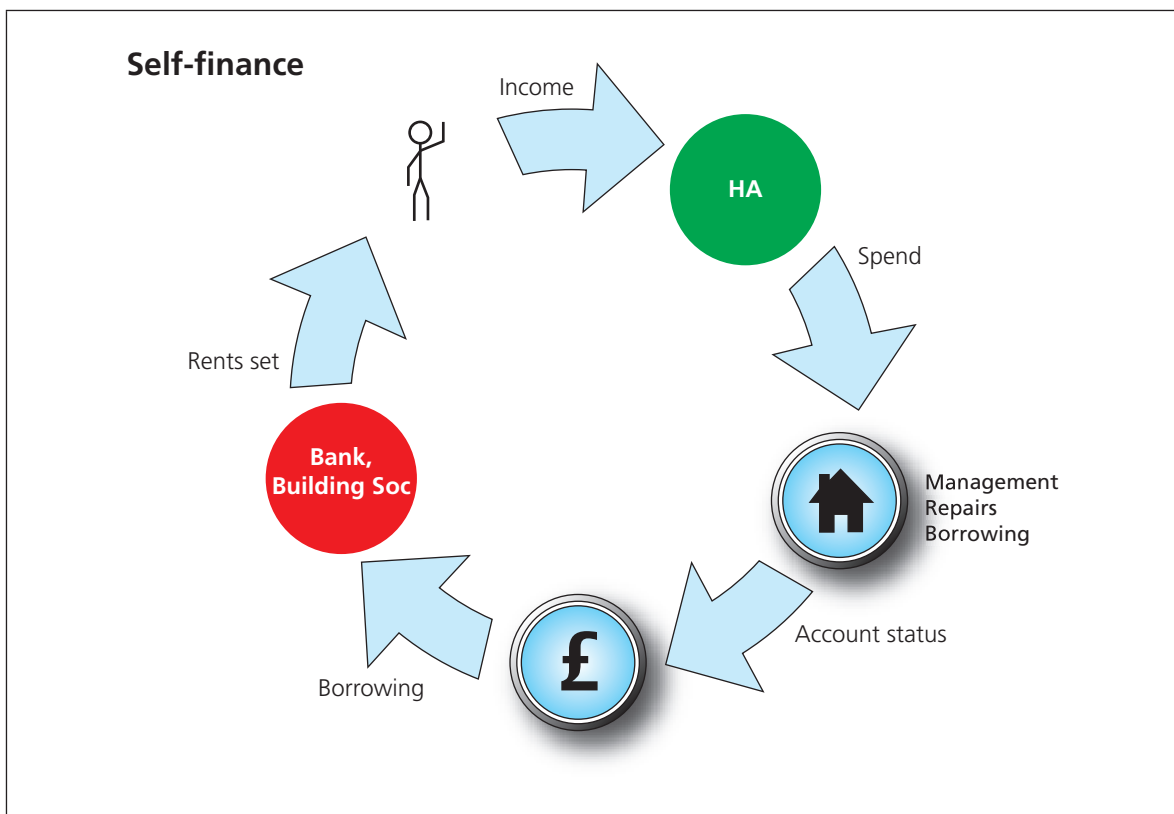 Self-finance
Income
HA
Spend
Management
Repairs
Borrowing
Account status
£
Borrowing
Bank,
Building Soc
Rents set